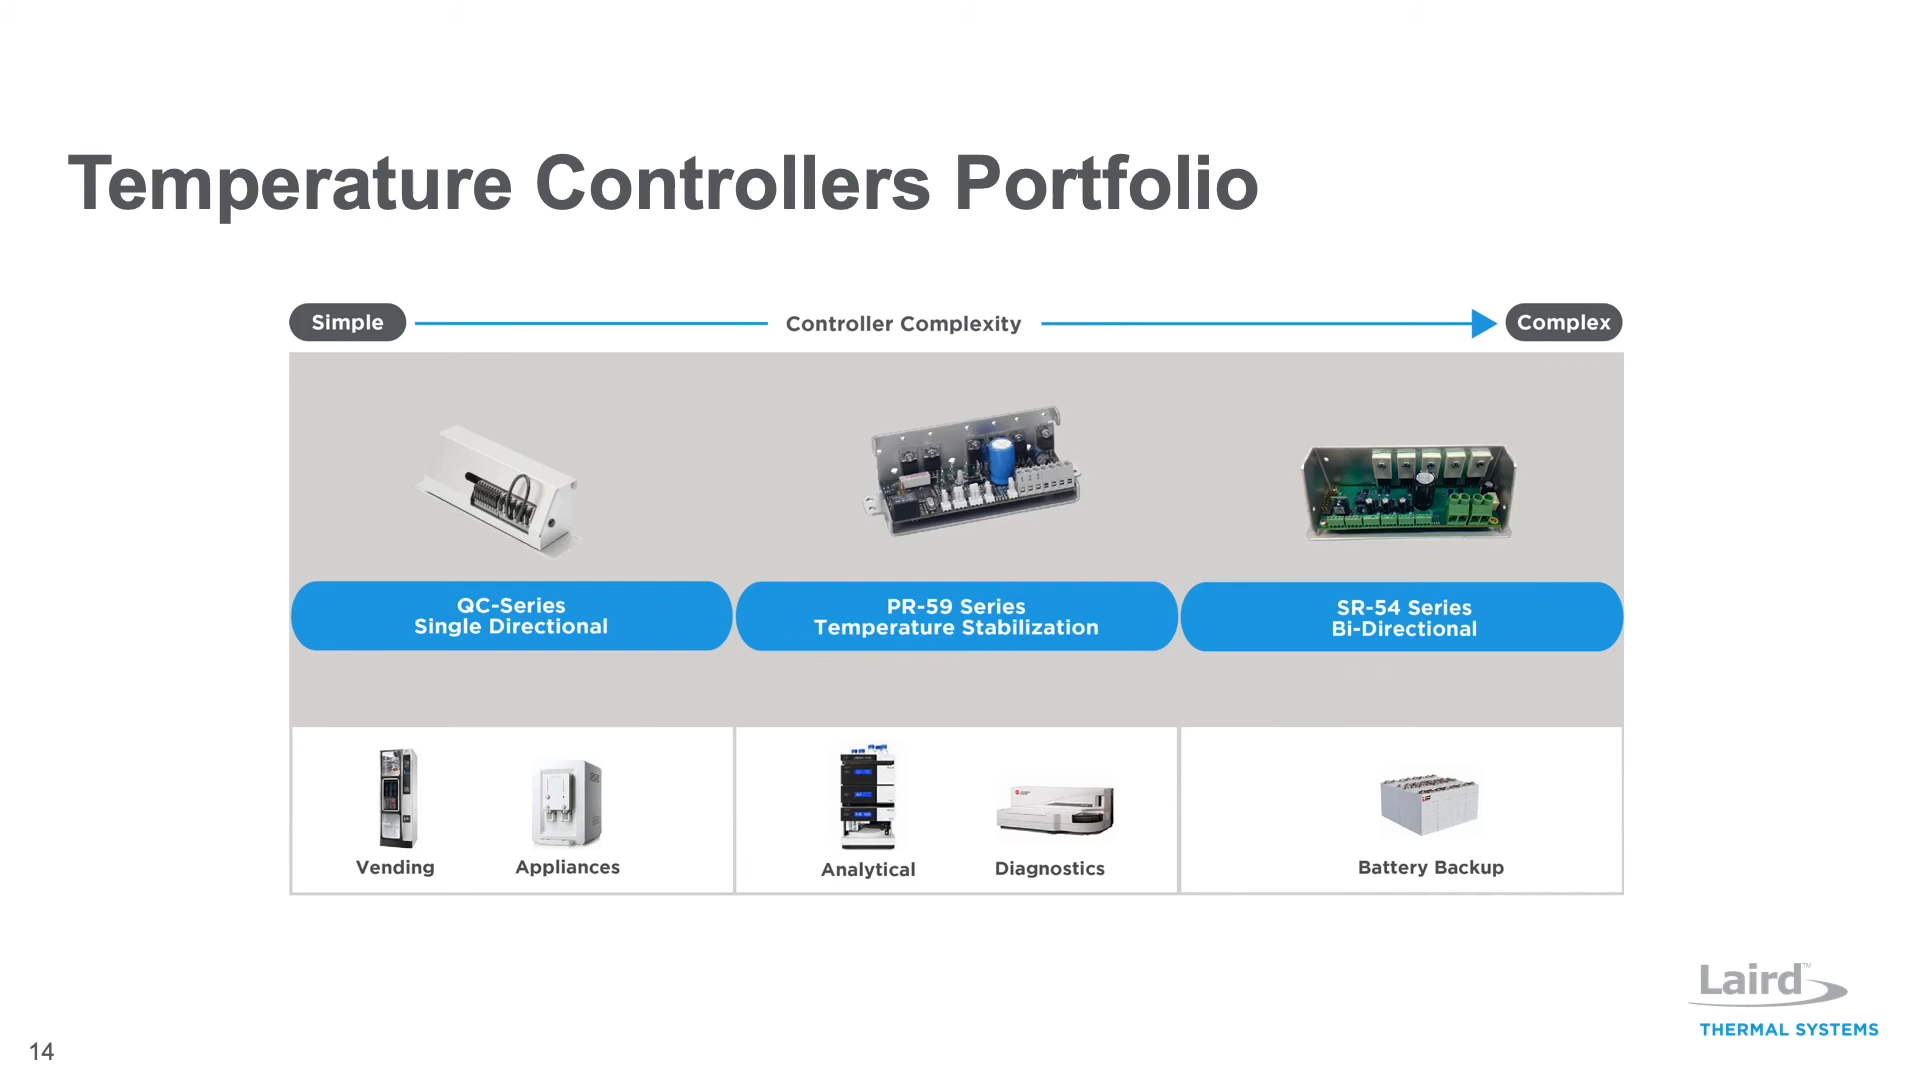 Temperature Controllers Portfolio
Simple
Controller Complexity
Complex
QC-Series
Single Directional
PR-59 Series
Temperature Stabilization
SR-54 Series
Bi-Directional
Vending
Appliances
Analytical
Diagnostics
Battery Backup
Laird™
THERMAL SYSTEMS
14